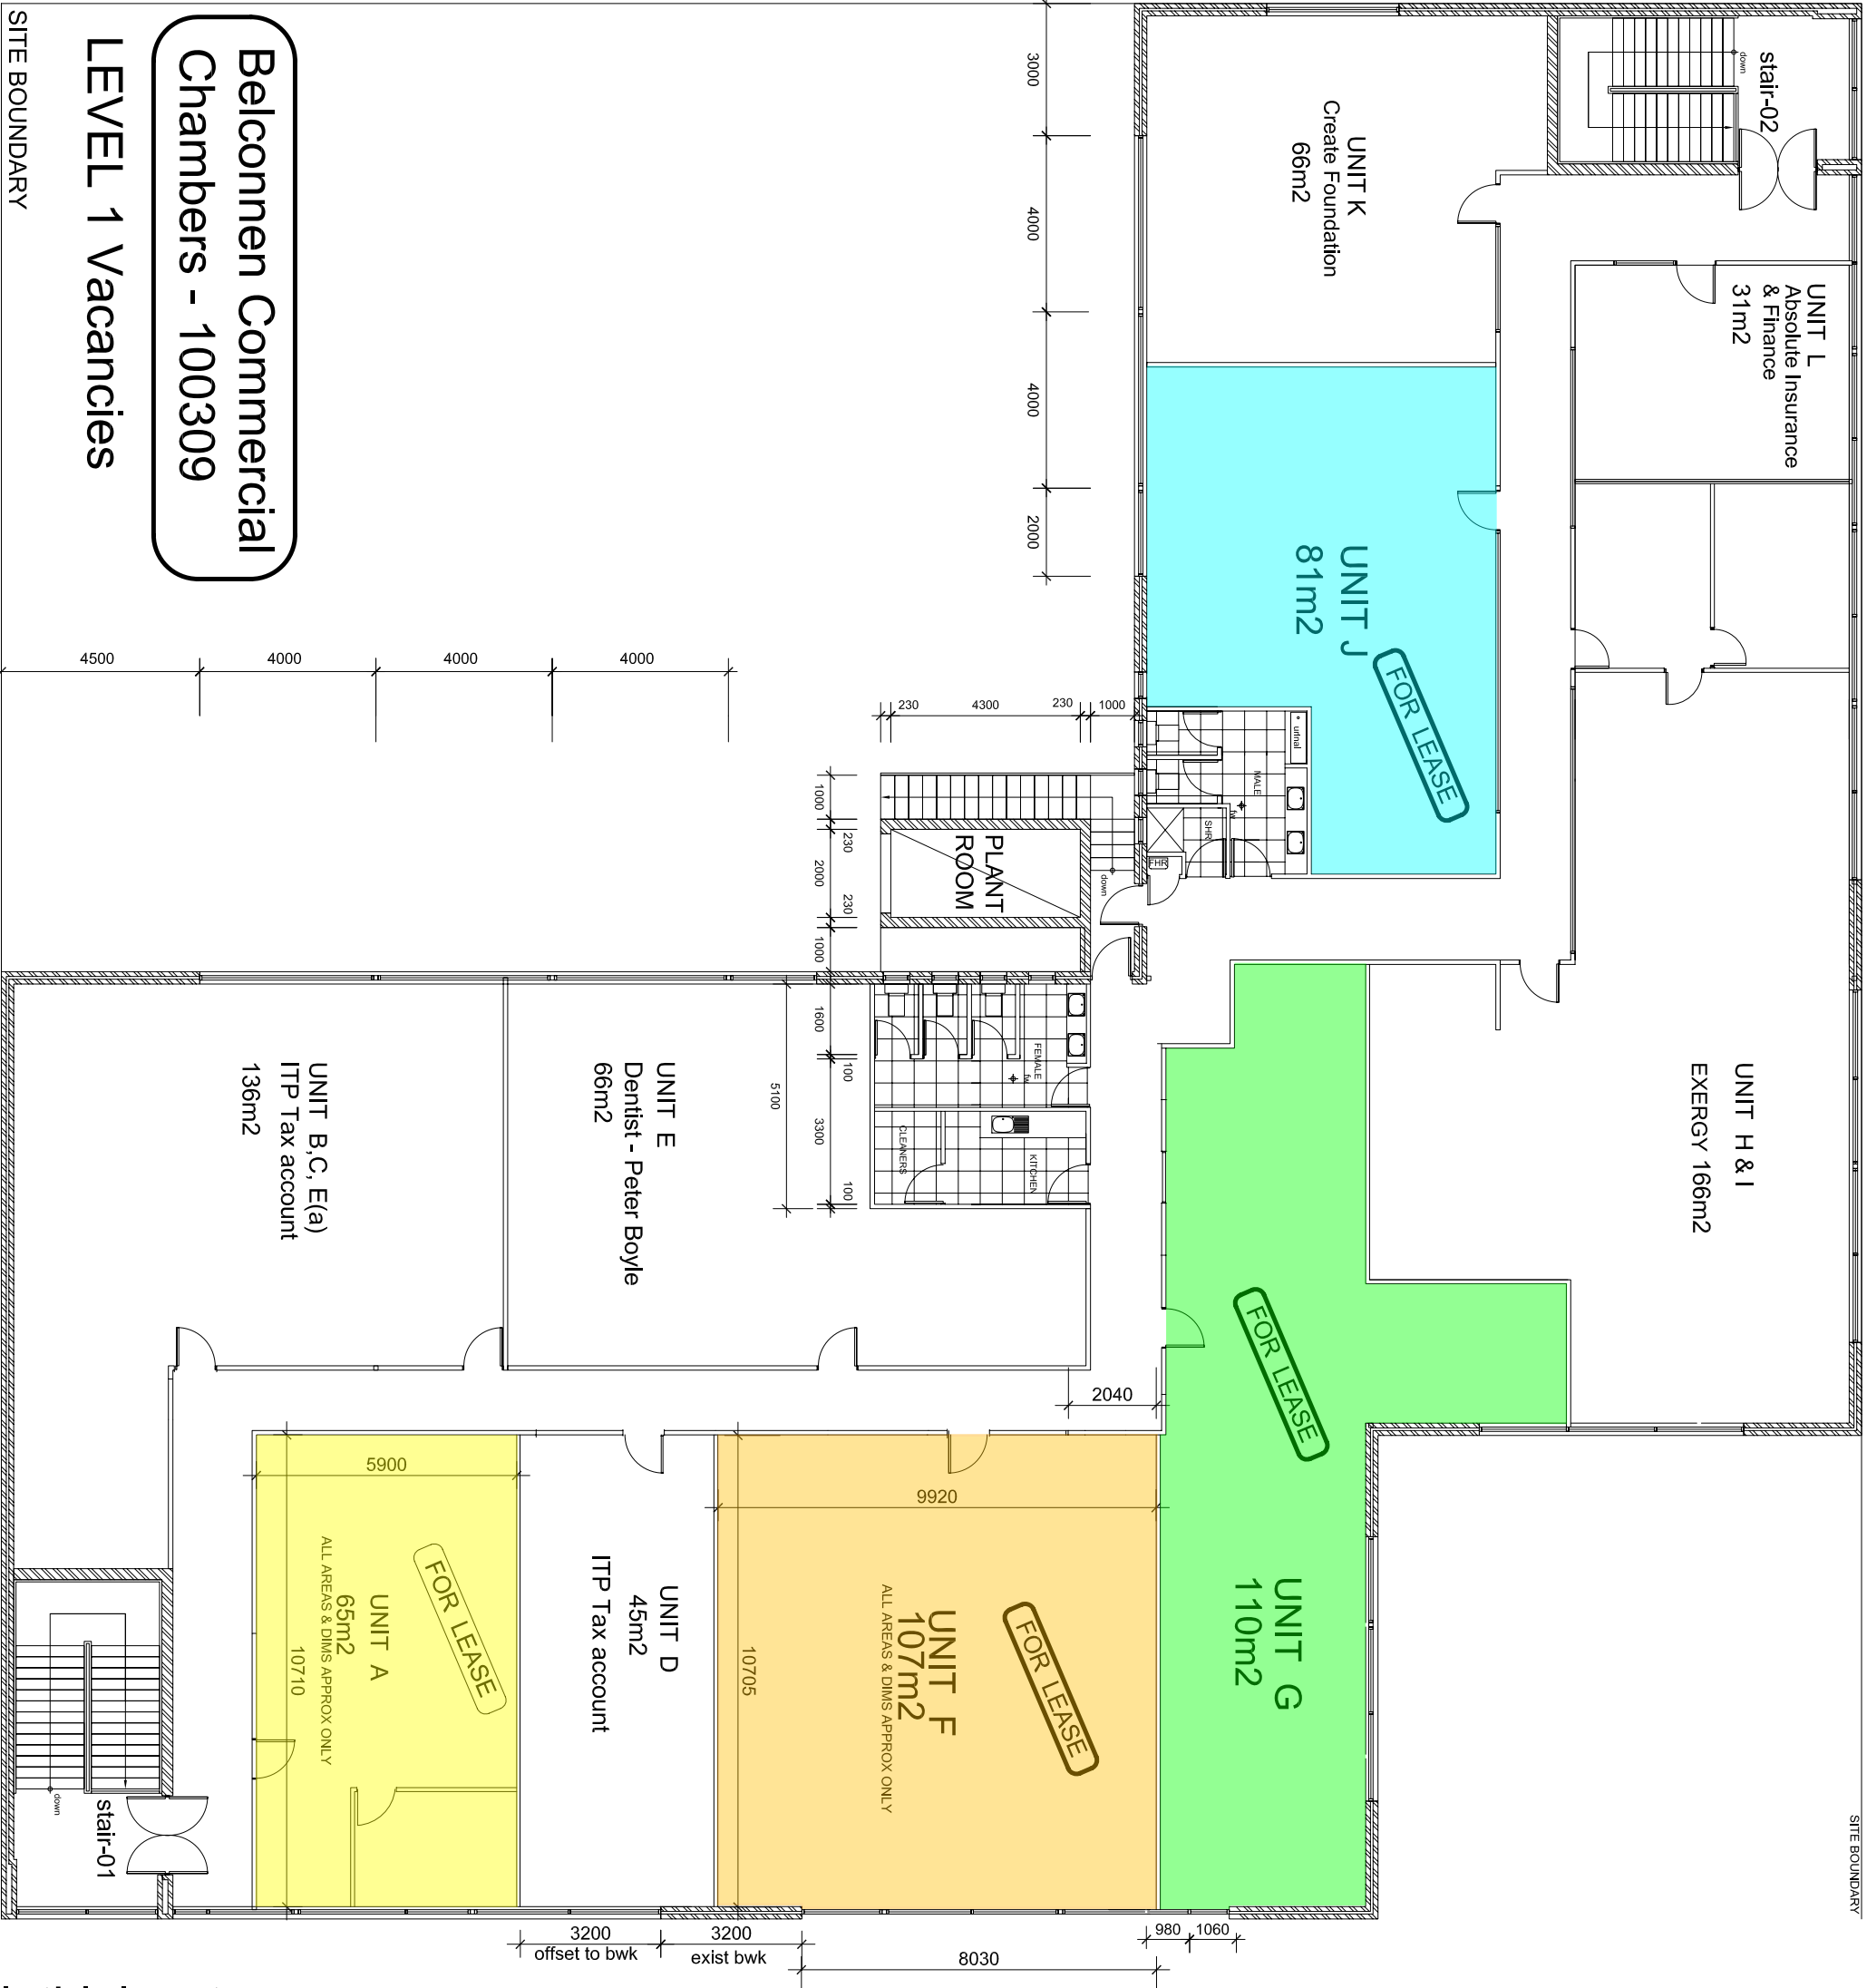 SITE BOUNDARY
LEVEL 1 Vacancies
Belconnen Commercial
Chambers - 100309
stair-02
down
UNIT K
Create Foundation
66m2
UNIT L
Absolute Insurance
& Finance
31m2
3000
4000
4000
2000
UNIT J
81m2
FOR LEASE
4500
4000
4000
4000
230
4300
230
1000
urinal
MALE
fw
SHR
FHR
down
PLANT
ROOM
1000
230
2000
230
1000
1600
100
3300
100
5100
FEMALE
fw
CLEANERS
KITCHEN
UNIT H & I
EXERGY 166m2
UNIT B,C, E(a)
ITP Tax account
136m2
UNIT E
Dentist - Peter Boyle
66m2
FOR LEASE
UNIT G
110m2
2040
5900
9920
FOR LEASE
UNIT A
65m2
ALL AREAS & DIMS APPROX ONLY
10710
UNIT D
45m2
ITP Tax account
10705
FOR LEASE
UNIT F
107m2
ALL AREAS & DIMS APPROX ONLY
down
stair-01
SITE BOUNDARY
3200
offset to bwk
3200
exist bwk
8030
980
1060